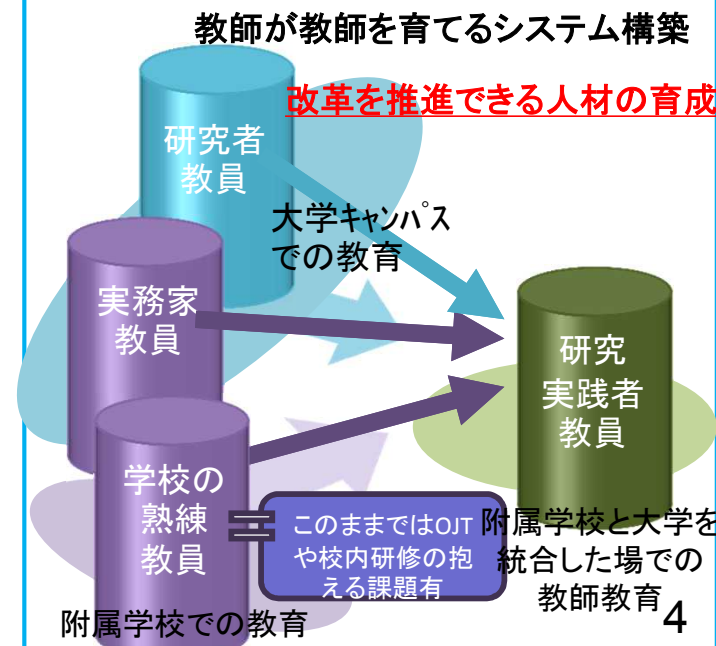 教師が教師を育てるシステム構築
改革を推進できる人材の育成
研究者
教員
大学ｷｬﾝﾊﾟｽ
での教育
実務家
教員
研究
実践者
教員
学校の
熟練
教員
このままではOJT
や校内研修の抱
える課題有
附属学校と大学を
統合した場での
教師教育
附属学校での教育
4